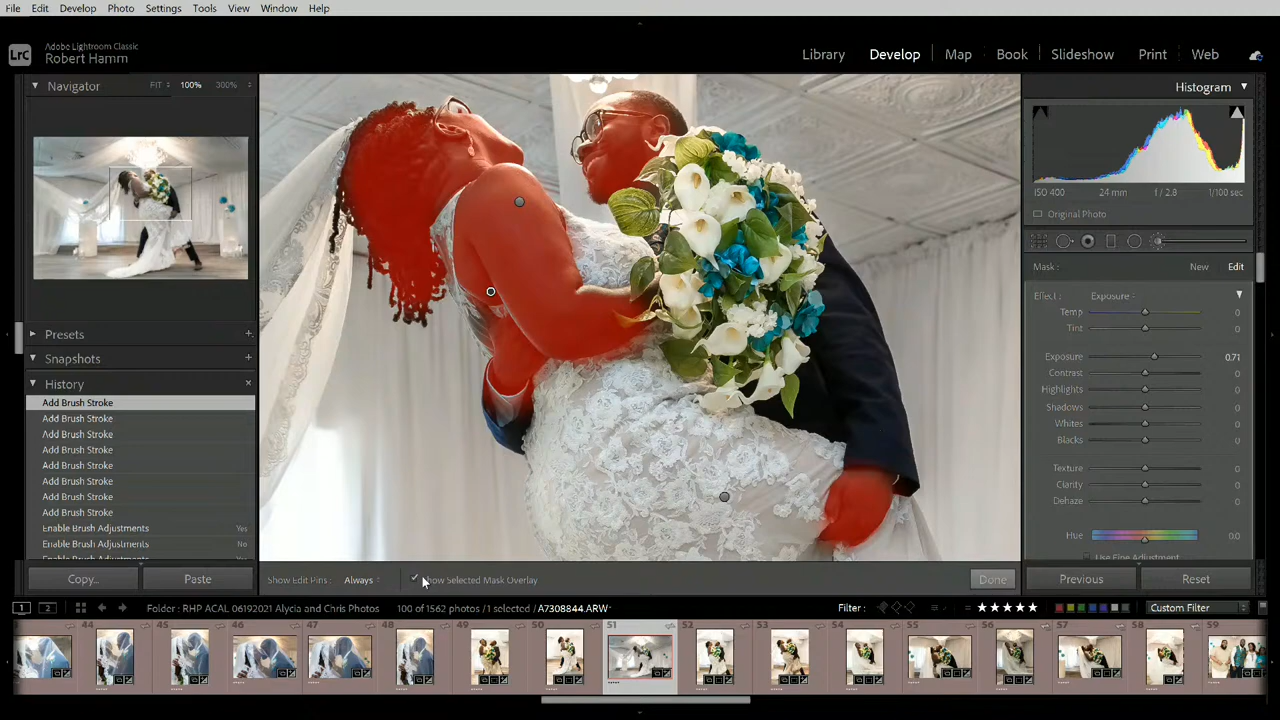 File Edit Develop Photo Settings Tools View Window Help
LrC
Adobe Lightroom Classic
Robert Hamm
Library Develop Map Book Slideshow Print Web
Navigator FIT 100% 300%
Presets
Snapshots
History
Add Brush Stroke
Add Brush Stroke
Add Brush Stroke
Add Brush Stroke
Add Brush Stroke
Add Brush Stroke
Add Brush Stroke
Add Brush Stroke
Enable Brush Adjustments Yes
Enable Brush Adjustments No
Copy... Paste
Show Edit Pins : Always
Show Selected Mask Overlay
Done
Histogram
ISO 400 24 mm f / 2.8 1/100 sec
Original Photo
Mask : New Edit
Effect : Exposure
Temp 0
Tint 0
Exposure 0.71
Contrast 0
Highlights 0
Shadows 0
Whites 0
Blacks 0
Texture 0
Clarity 0
Dehaze 0
Hue 0.0
Use Fine Adjustment
Previous Reset
1 2 Folder : RHP ACAL 06192021 Alycia and Chris Photos 100 of 1562 photos /1 selected /A7308844.ARW
Filter : Custom Filter
44 45 46 47 48 49 50 51 52 53 54 55 56 57 58 59